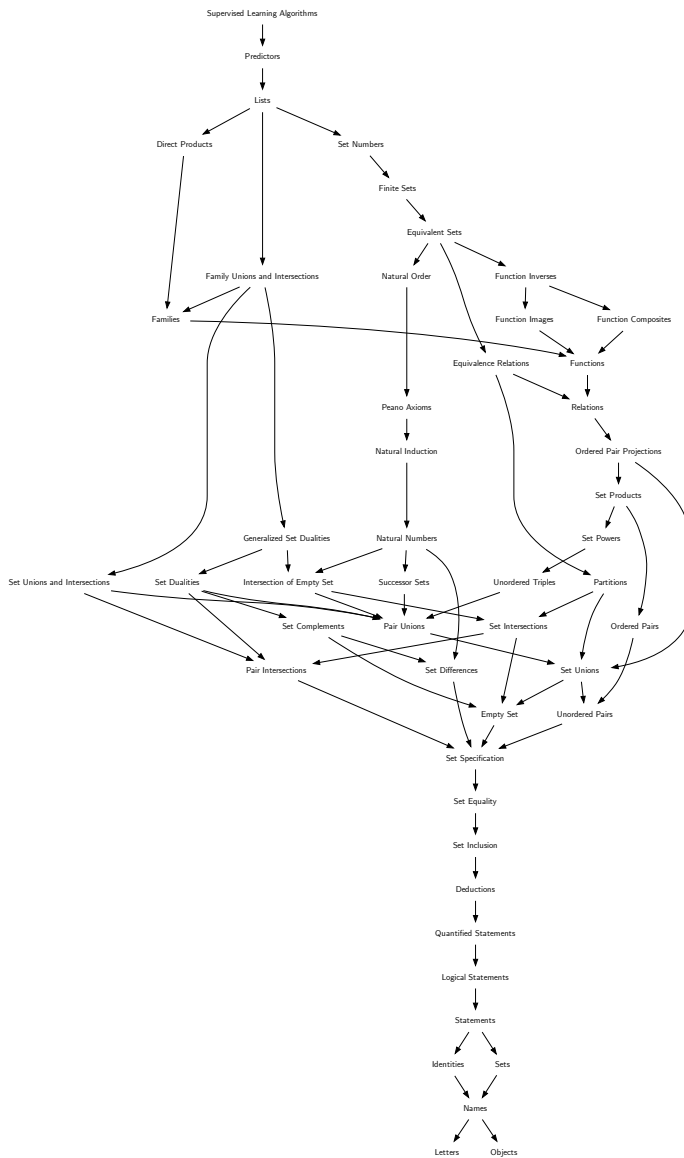 Supervised Learning Algorithms
Predictors
Lists
Direct Products
Set Numbers
Finite Sets
Equivalent Sets
Family Unions and Intersections
Natural Order
Function Inverses
Families
Function Images
Function Composites
Equivalence Relations
Functions
Peano Axioms
Relations
Natural Induction
Ordered Pair Projections
Set Products
Generalized Set Dualities
Natural Numbers
Set Powers
Set Unions and Intersections
Set Dualities
Intersection of Empty Set
Successor Sets
Unordered Triples
Partitions
Set Complements
Pair Unions
Set Intersections
Ordered Pairs
Pair Intersections
Set Differences
Set Unions
Empty Set
Unordered Pairs
Set Specification
Set Equality
Set Inclusion
Deductions
Quantified Statements
Logical Statements
Statements
Identities
Sets
Names
Letters
Objects